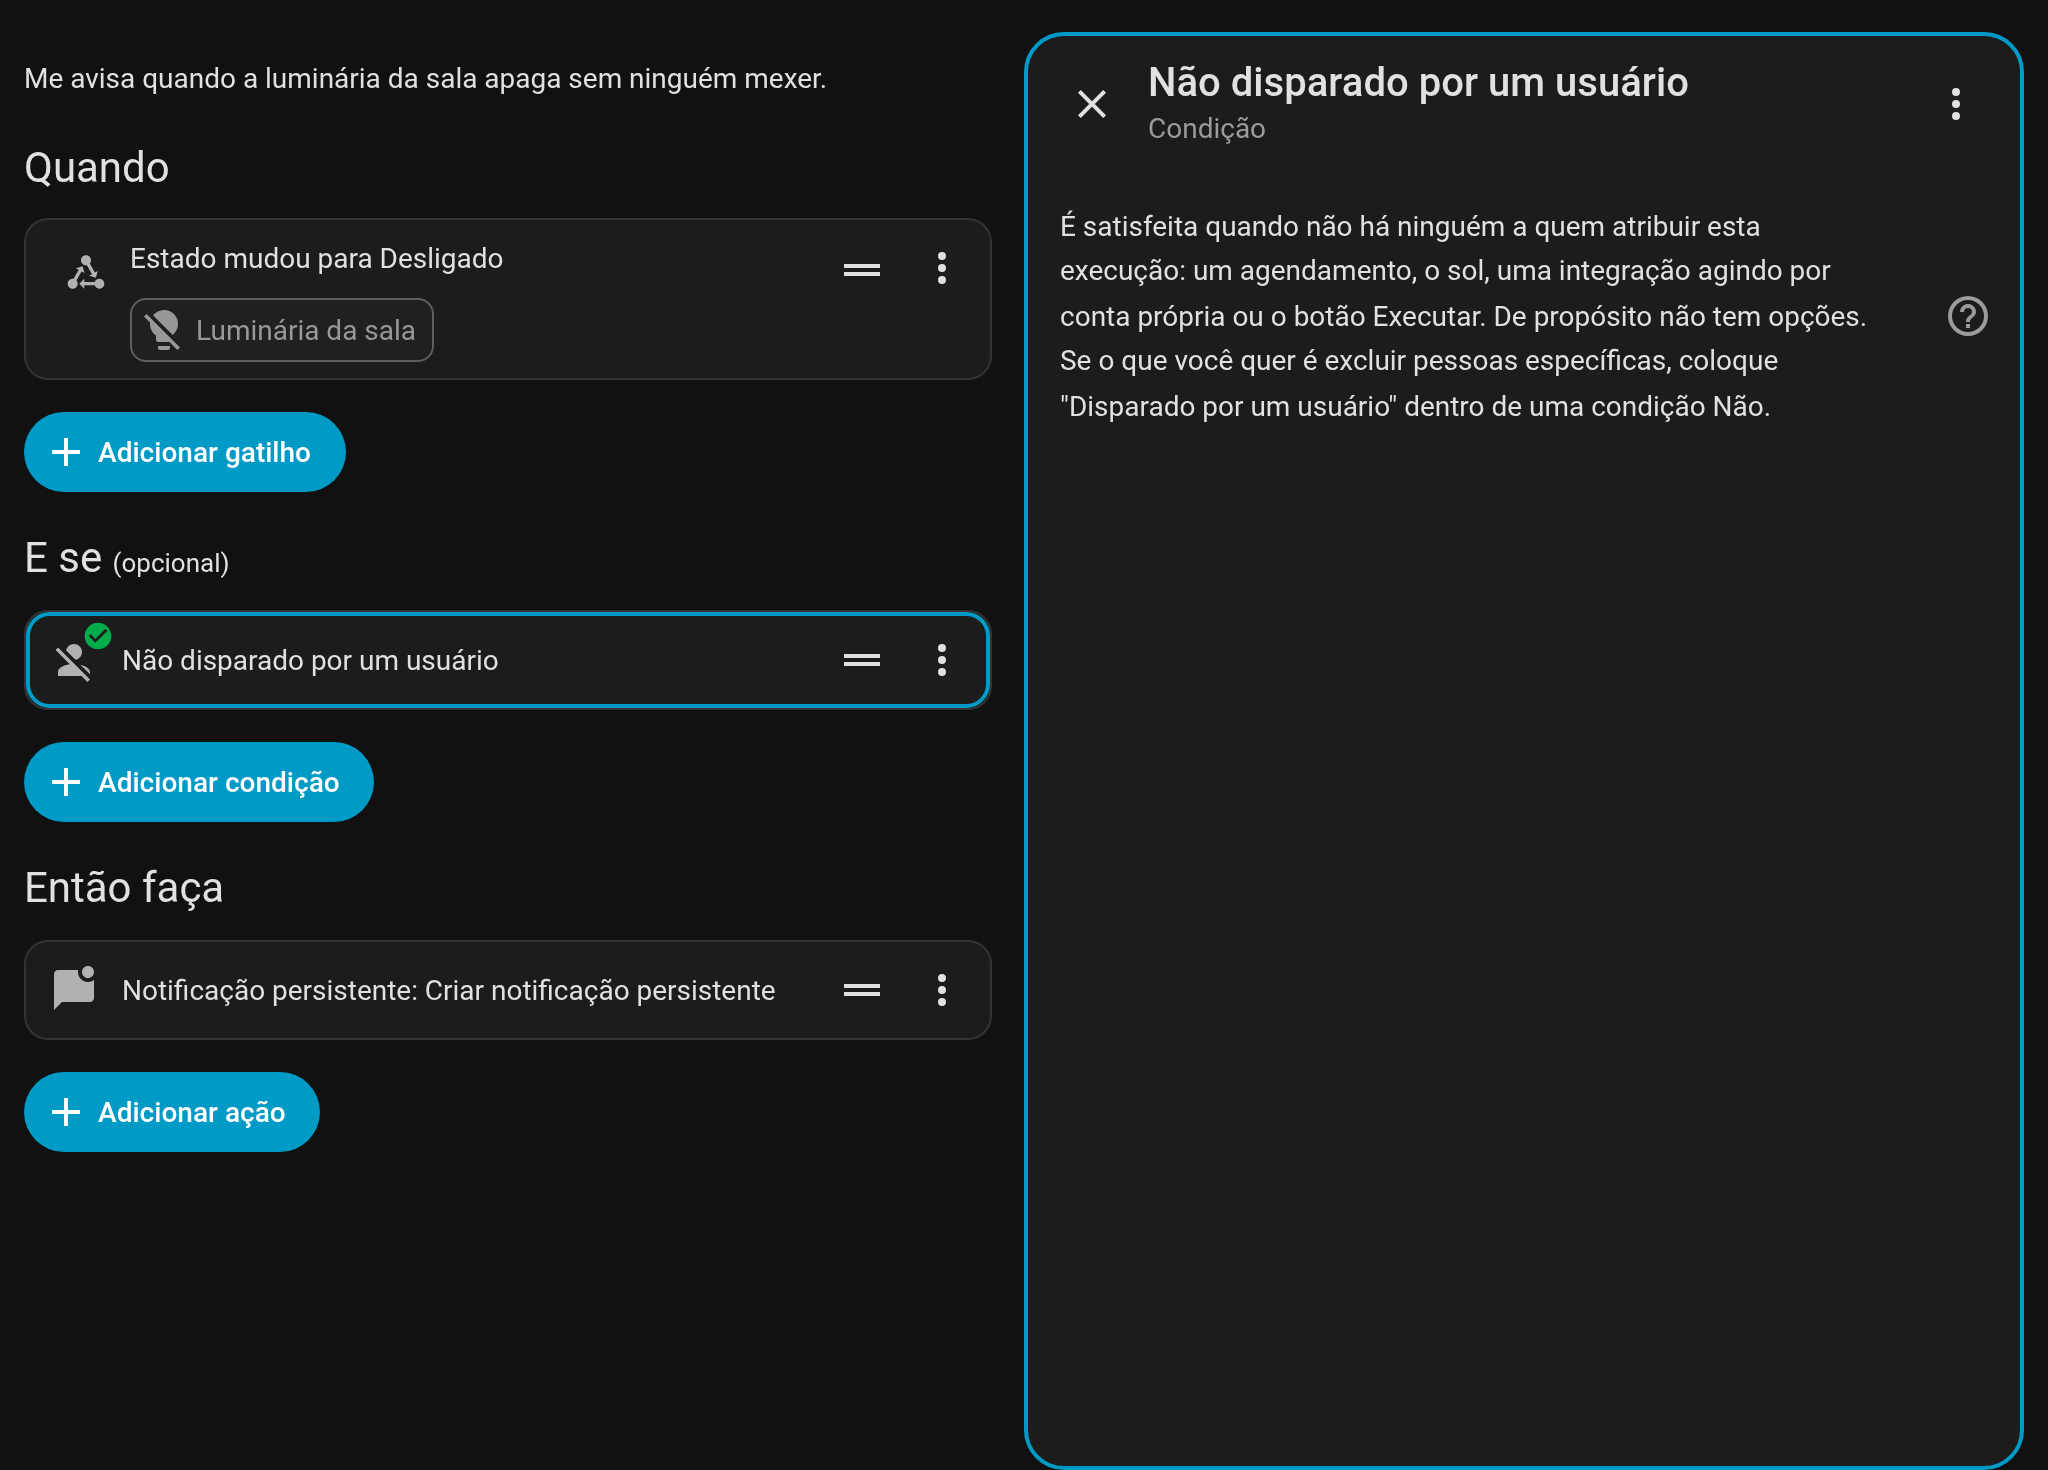 Me avisa quando a luminária da sala apaga sem ninguém mexer.
Quando
Estado mudou para Desligado
Luminária da sala
Adicionar gatilho
E se (opcional)
Não disparado por um usuário
Adicionar condição
Então faça
Notificação persistente: Criar notificação persistente
Adicionar ação
Não disparado por um usuário
Condição
É satisfeita quando não há ninguém a quem atribuir esta
execução: um agendamento, o sol, uma integração agindo por
conta própria ou o botão Executar. De propósito não tem opções.
Se o que você quer é excluir pessoas específicas, coloque
"Disparado por um usuário" dentro de uma condição Não.